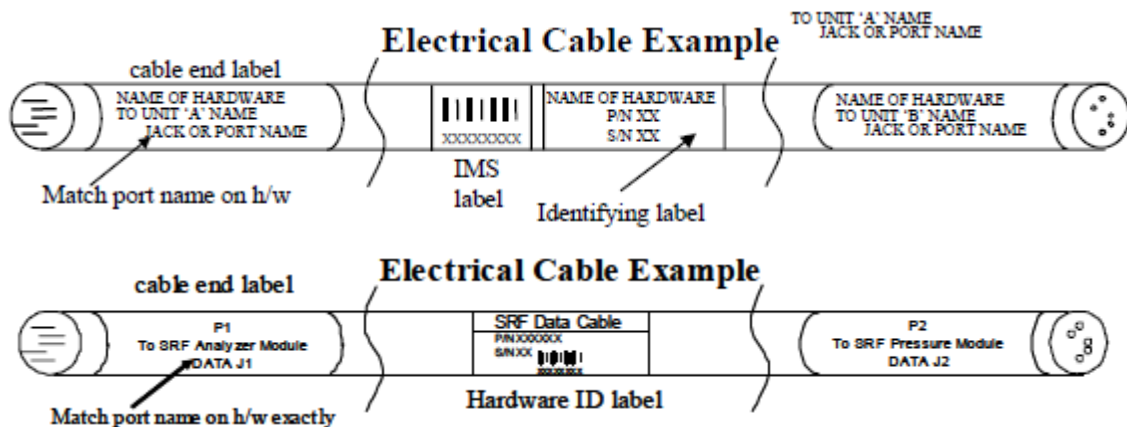 TO UNIT 'A' NAME
JACK OR PORT NAME
Electrical Cable Example
cable end label
NAME OF HARDWARE
TO UNIT 'A' NAME
JACK OR PORT NAME
XXXXXXXX
NAME OF HARDWARE
P/N XX
S/N XX
NAME OF HARDWARE
TO UNIT 'B' NAME
JACK OR PORT NAME
Match port name on h/w
IMS
label
Identifying label
Electrical Cable Example
cable end label
P1
To SRF Analyzer Module
DATA J1
SRF Data Cable
P/N XXXXXX
S/N XX
XXXXXXXX
P2
To SRF Pressure Module
DATA J2
Hardware ID label
Match port name on h/w exactly